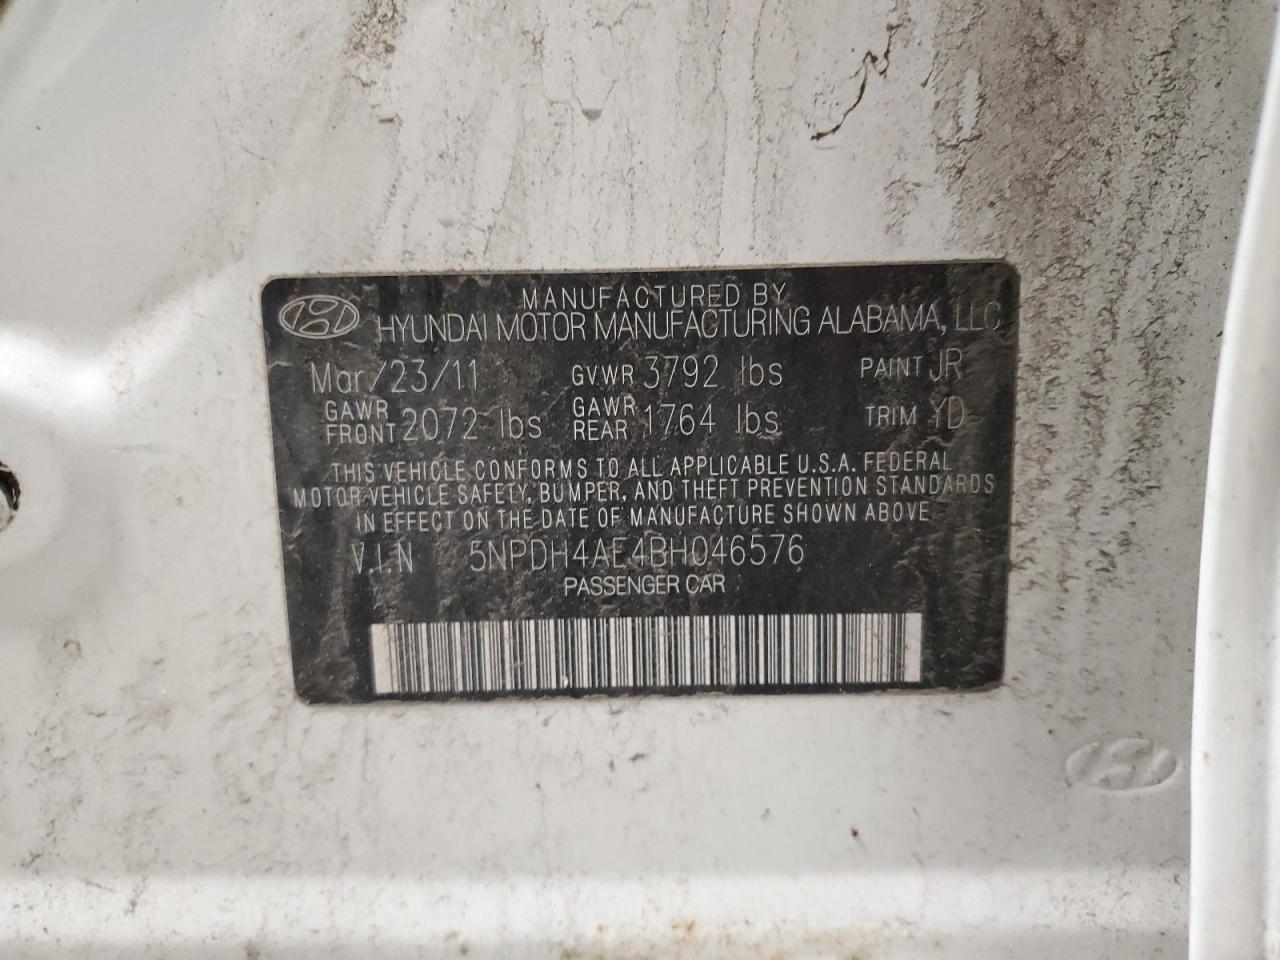 MANUFACTURED BY
HYUNDAI MOTOR MANUFACTURING ALABAMA, LLC
Mar/23/11 GVWR 3792 lbs PAINT JR
GAWR FRONT 2072 lbs GAWR REAR 1764 lbs TRIM YD
THIS VEHICLE CONFORMS TO ALL APPLICABLE U.S.A. FEDERAL
MOTOR VEHICLE SAFETY, BUMPER, AND THEFT PREVENTION STANDARDS
IN EFFECT ON THE DATE OF MANUFACTURE SHOWN ABOVE
V.I.N 5NPDH4AE4BH046576
PASSENGER CAR